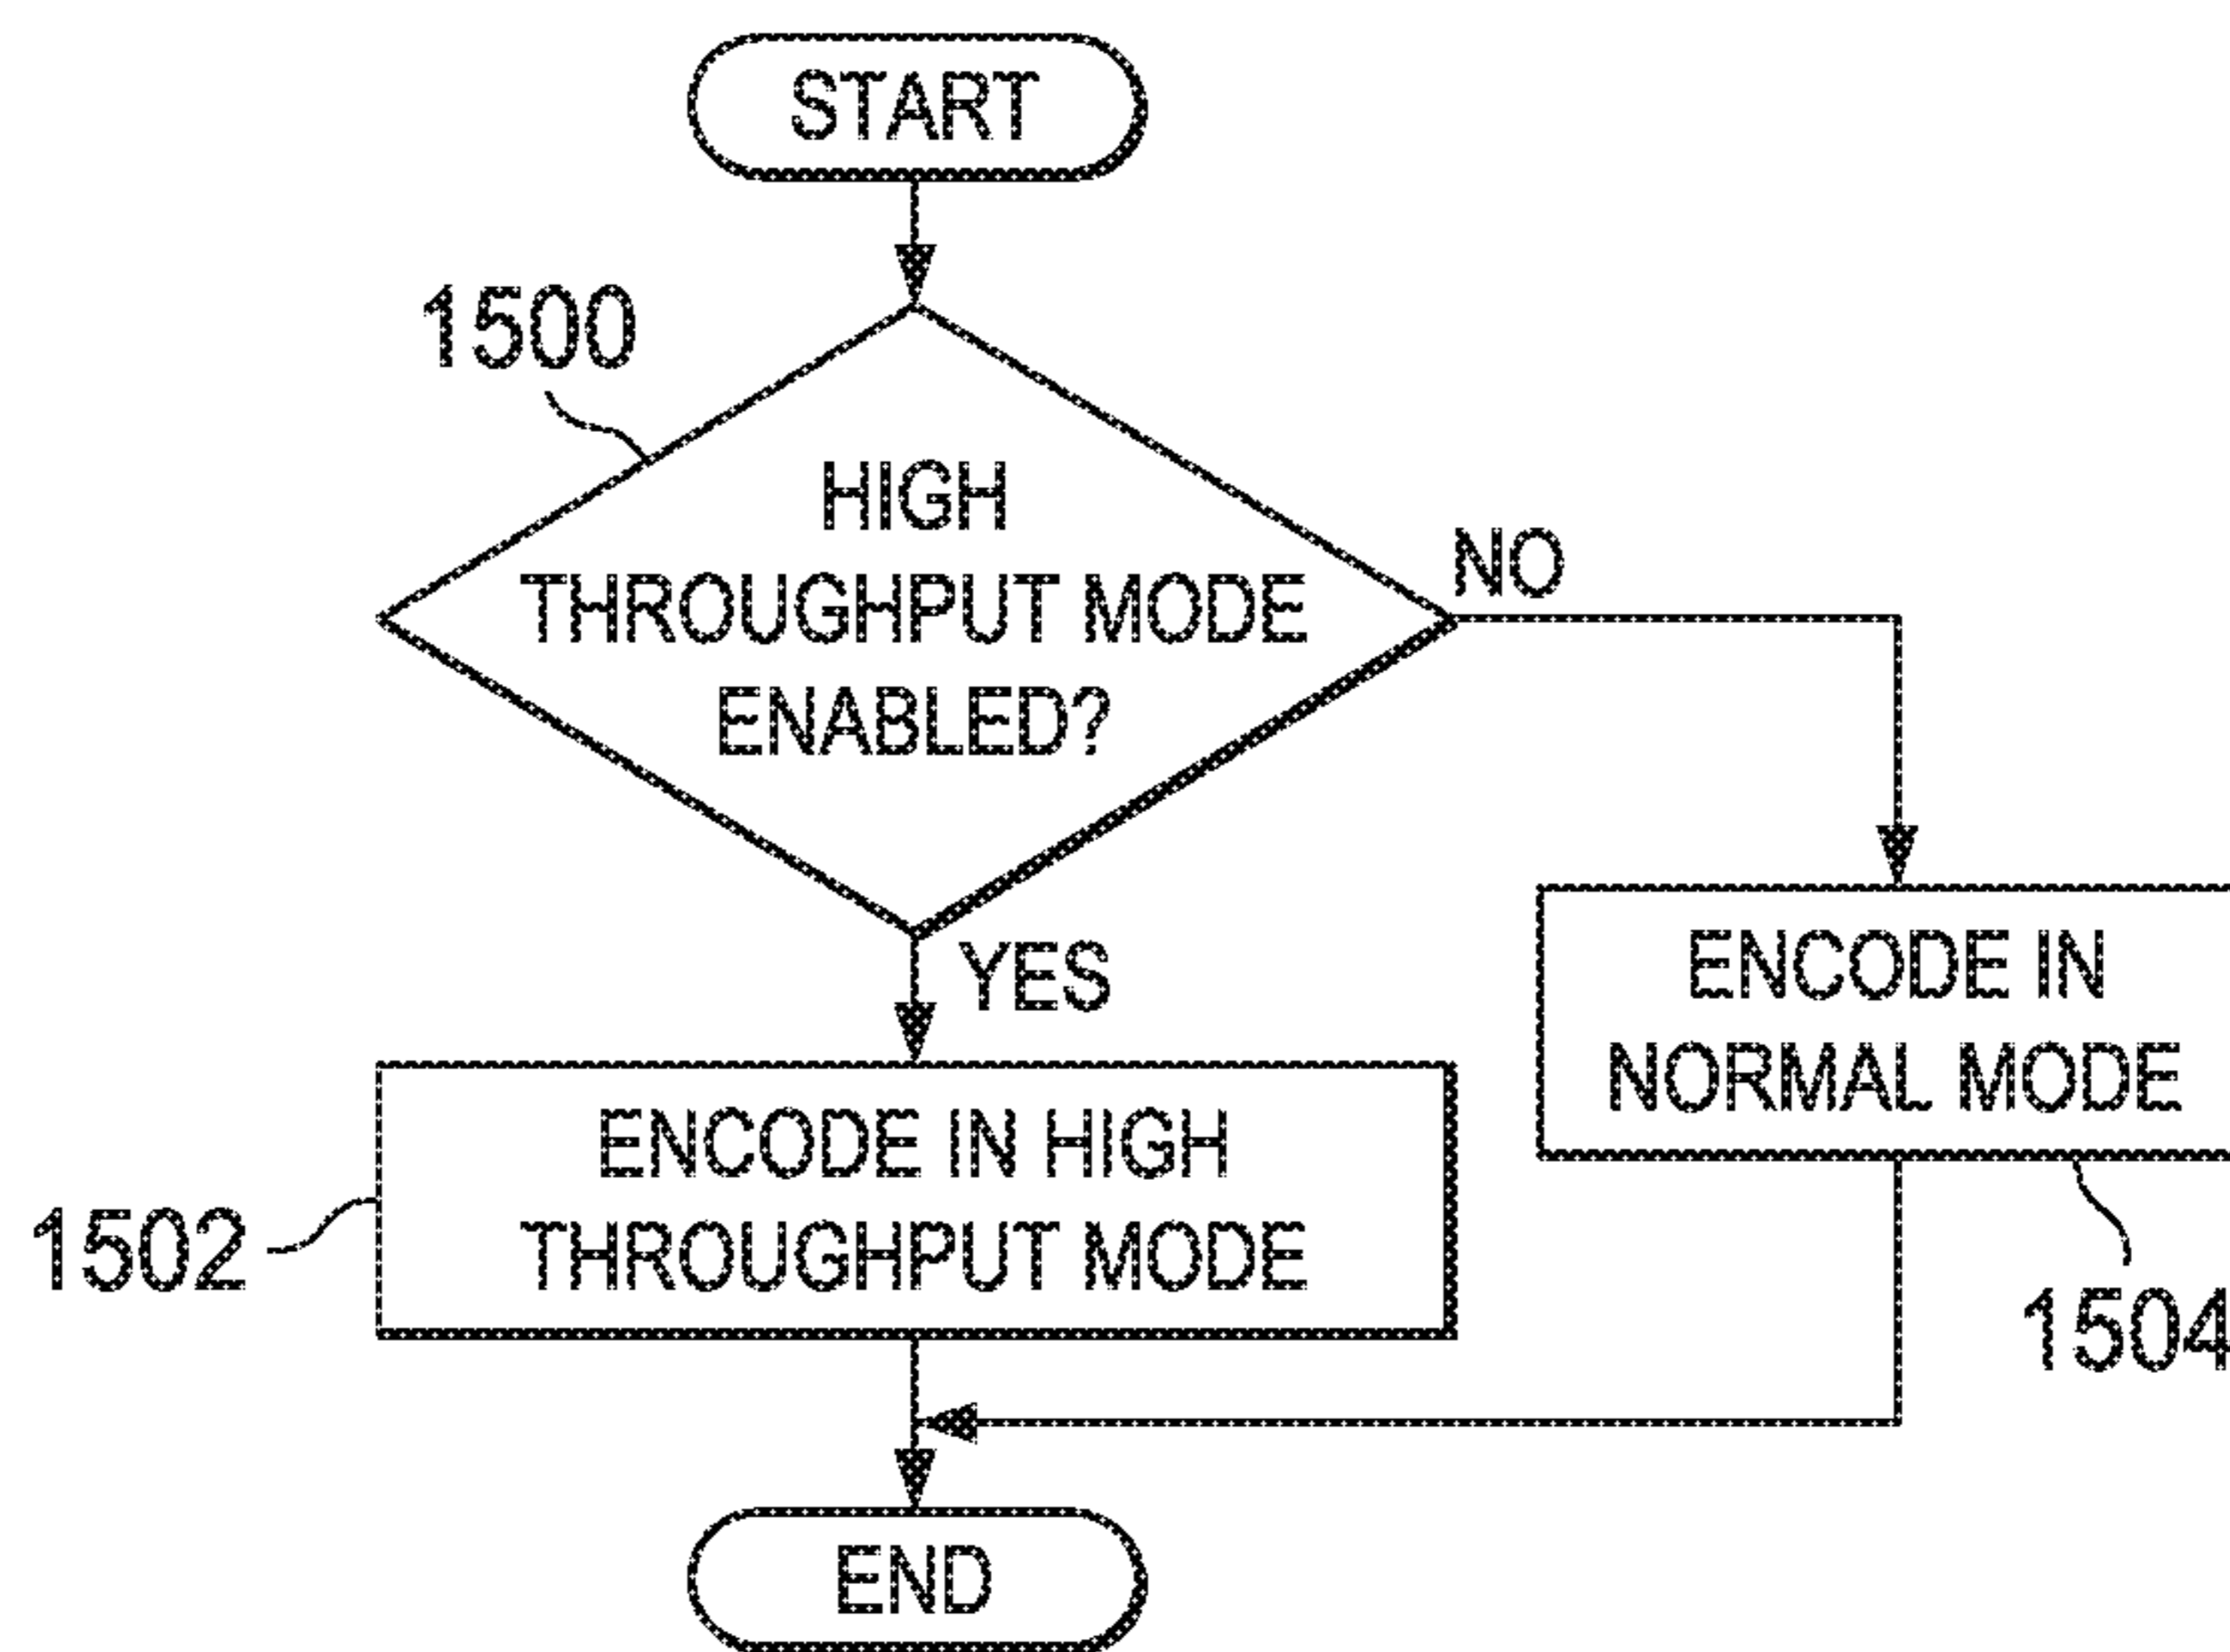 START
1500
HIGH
THROUGHPUT MODE
ENABLED?
NO
YES
ENCODE IN
NORMAL MODE
ENCODE IN HIGH
THROUGHPUT MODE
1502
1504
END